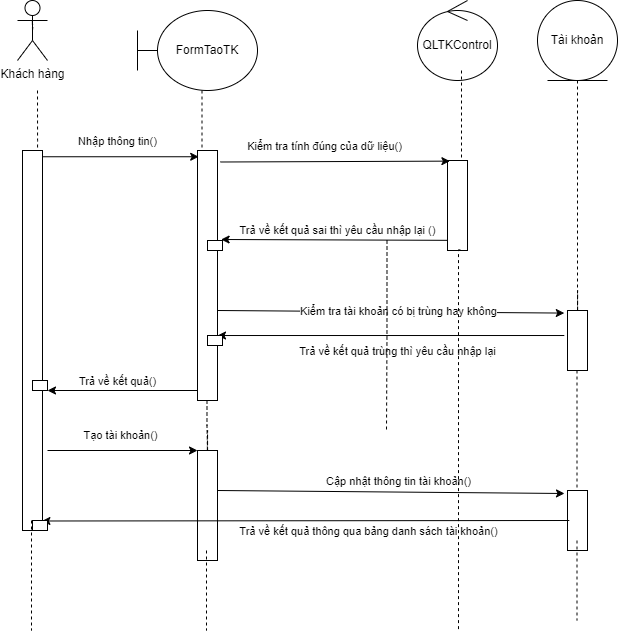 Khách hàng
FormTaoTK
QLTKControl
Tài khoản
Nhập thông tin()
Kiểm tra tính đúng của dữ liệu()
Trả về kết quả sai thì yêu cầu nhập lại ()
Kiểm tra tài khoản có bị trùng hay không
Trả về kết quả trùng thì yêu cầu nhập lại
Trả về kết quả()
Tạo tài khoản()
Cập nhật thông tin tài khoản()
Trả về kết quả thông qua bảng danh sách tài khoản()